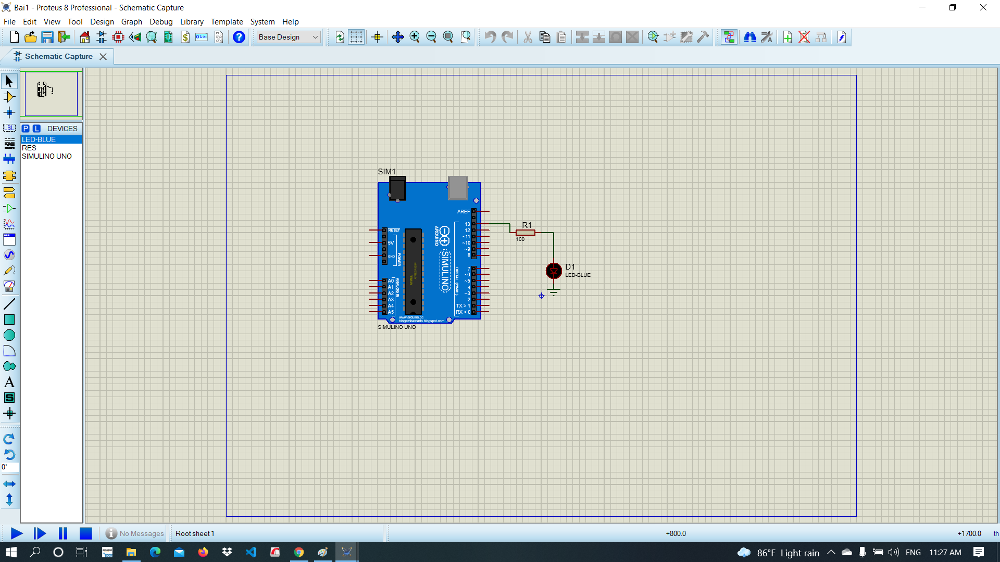 Bai1 - Proteus 8 Professional - Schematic Capture
File Edit View Tool Design Graph Debug Library Template System Help
Base Design
Schematic Capture
LBL
P L DEVICES
LED-BLUE
RES
SIMULINO UNO
A
S
0°
SIM1
AREF
13
12
~11
~10
~9
8
7
~6
~5
4
~3
2
TX > 1
RX < 0
DIGITAL (PWM~)
RESET
5V
GND
POWER
A0
A1
A2
A3
A4
A5
ANALOG IN
ARDUINO
SIMULINO
ATMEL
www.arduino.cc
blogembarcado.blogspot.com
SIMULINO UNO
R1
100
D1
LED-BLUE
No Messages
Root sheet 1
+800.0
+1700.0
th
86°F Light rain
ENG
11:27 AM